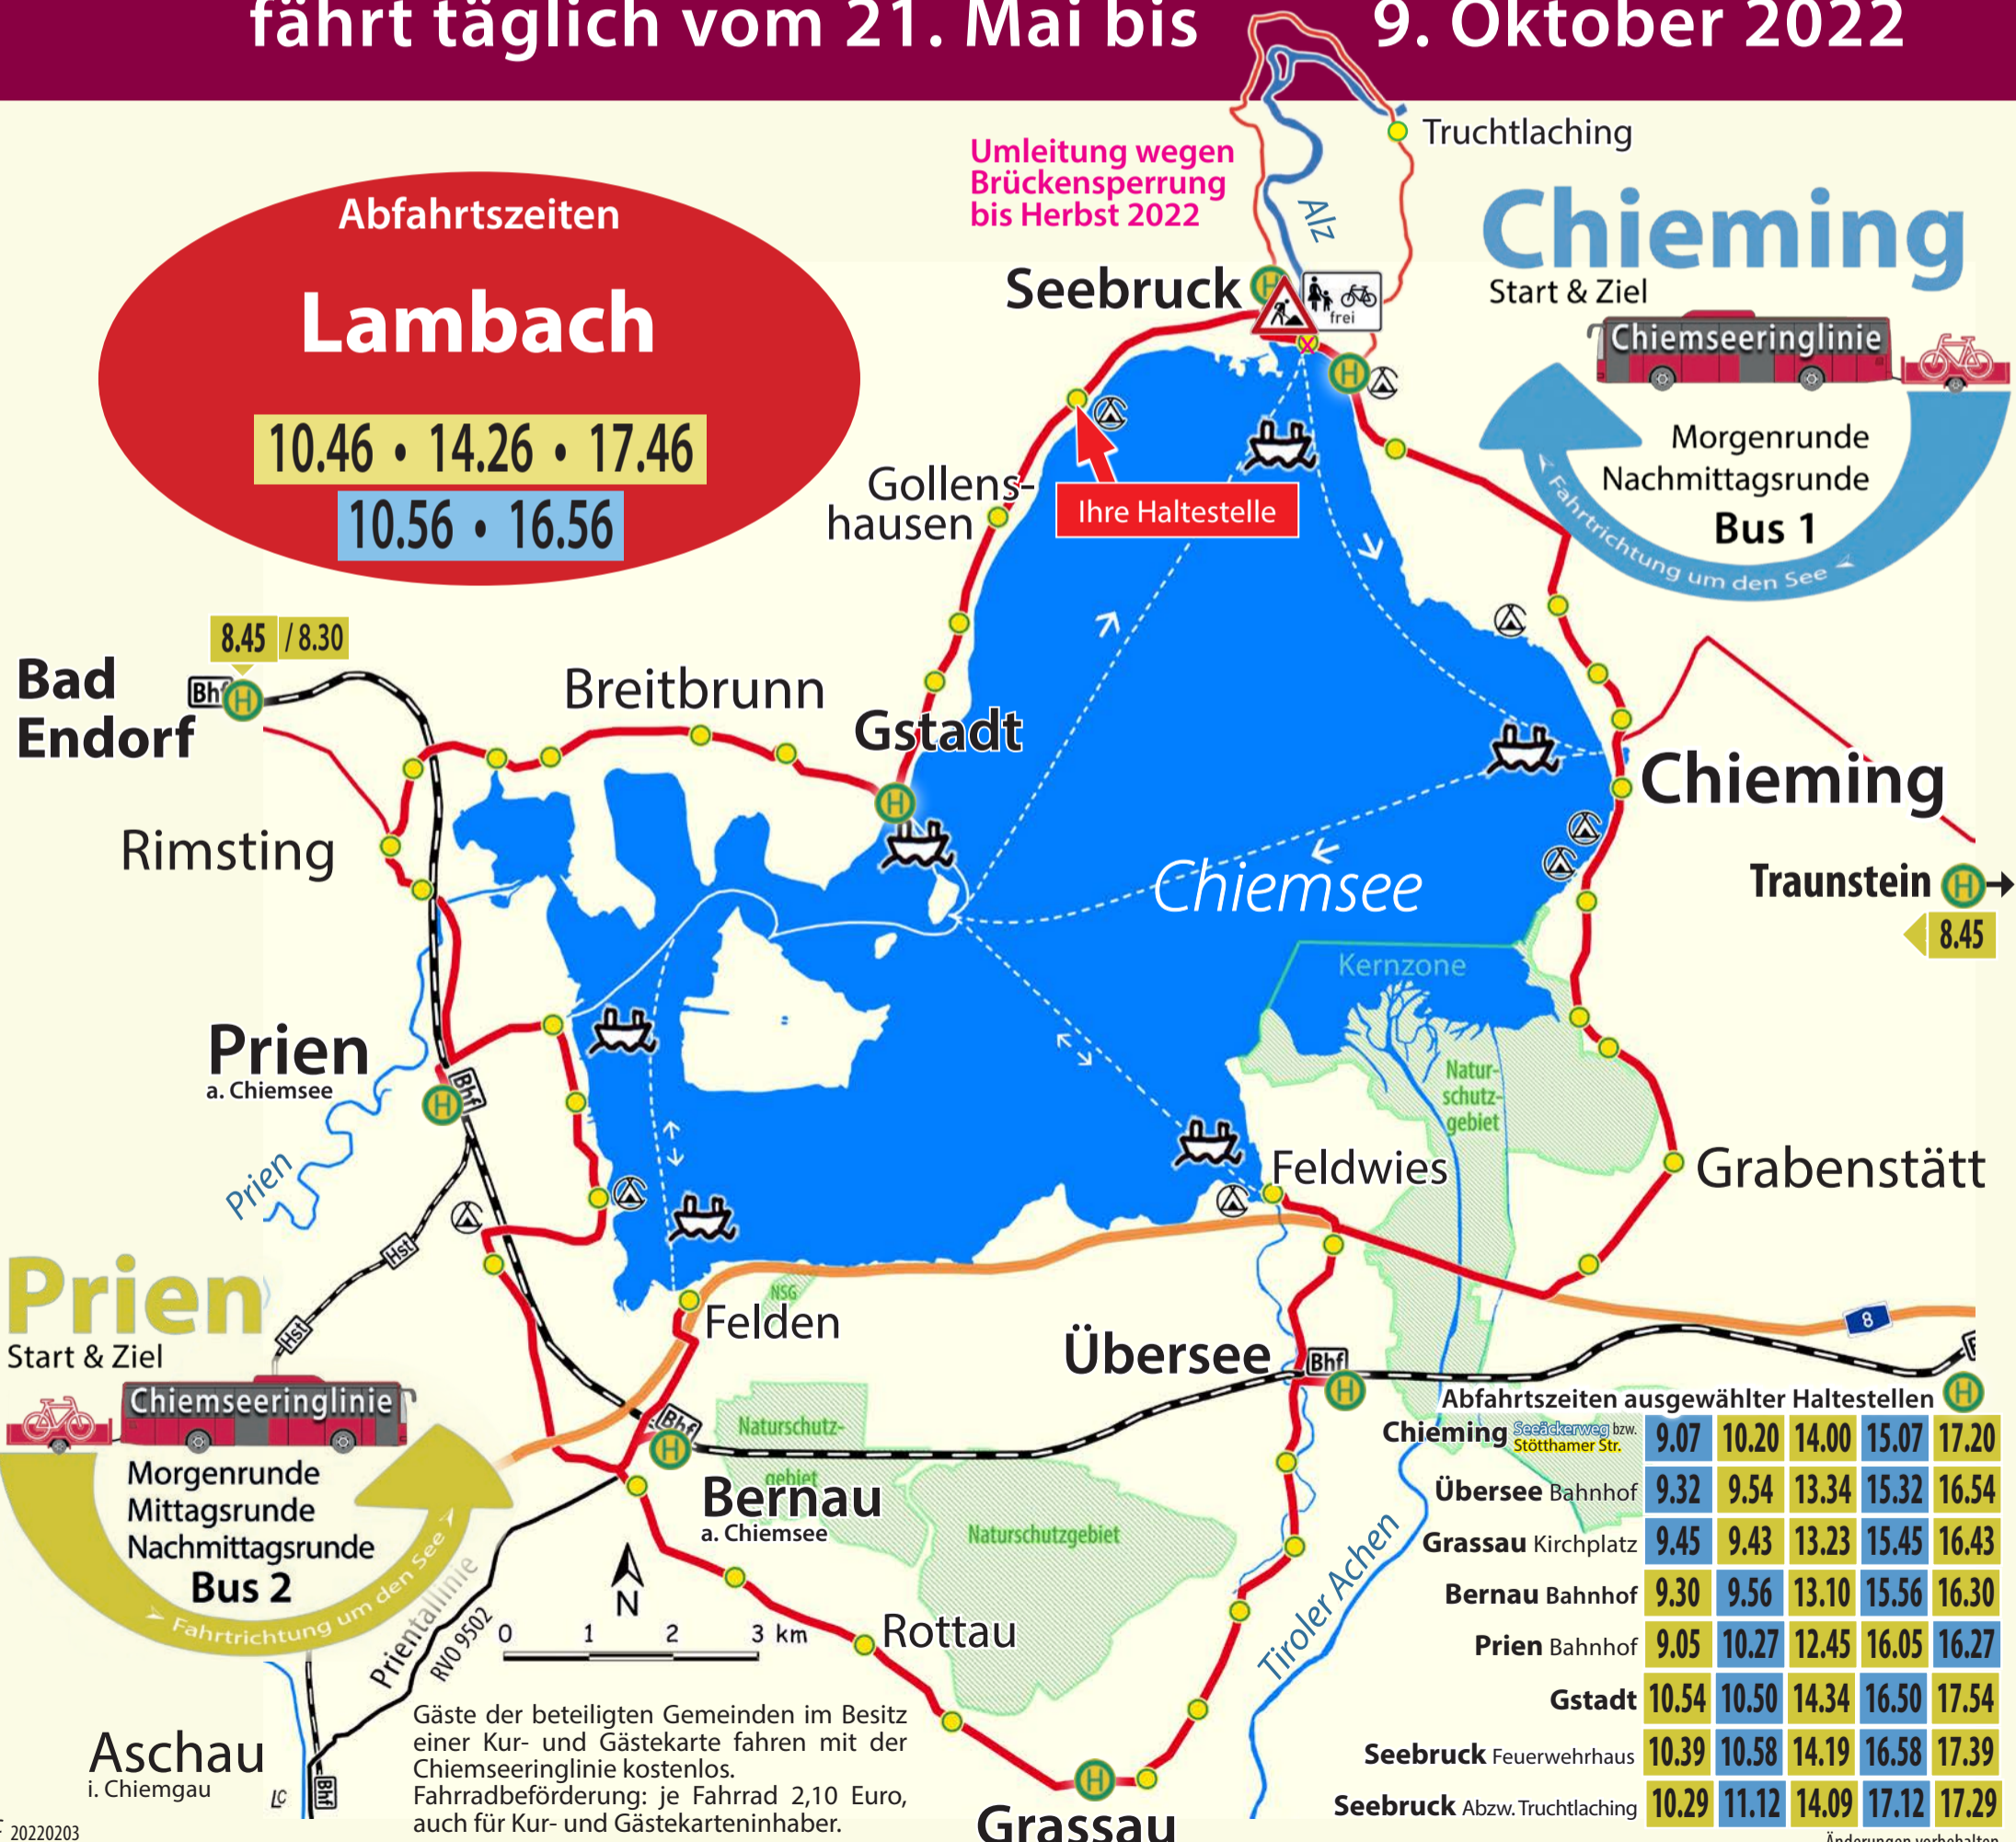 fährt täglich vom 21. Mai bis 9. Oktober 2022
Truchtlaching
Umleitung wegen
Brückensperrung
bis Herbst 2022
Alz
Abfahrtszeiten
Lambach
10.46 • 14.26 • 17.46
10.56 • 16.56
Seebruck
H
frei
H
Chieming
Start & Ziel
Chiemseeringlinie
Morgenrunde
Nachmittagsrunde
Bus 1
Fahrtrichtung um den See
Gollens-
hausen
Ihre Haltestelle
8.45 / 8.30
Bad
Endorf
Bhf
H
Breitbrunn
Gstadt
H
Chieming
Rimsting
Chiemsee
Traunstein H
8.45
Kernzone
Prien
a. Chiemsee
Bhf
H
Natur-
schutz-
gebiet
Prien
Feldwies
Grabenstätt
Hst
Hst
Prien
Start & Ziel
Chiemseeringlinie
Morgenrunde
Mittagsrunde
Nachmittagsrunde
Bus 2
Fahrtrichtung um den See
NSG
Felden
8
Übersee
Bhf
H
Bhf
H
Naturschutz-
gebiet
Bernau
a. Chiemsee
Naturschutzgebiet
N
0 1 2 3 km
Prientallinie
RVO 9502
Rottau
Tiroler Achen
Aschau
i. Chiemgau
LC
Bhf
Gäste der beteiligten Gemeinden im Besitz
einer Kur- und Gästekarte fahren mit der
Chiemseeringlinie kostenlos.
Fahrradbeförderung: je Fahrrad 2,10 Euro,
auch für Kur- und Gästekarteninhaber.
H
Grassau
Abfahrtszeiten ausgewählter Haltestellen H
Chieming Seeäckerweg bzw. Stötthamer Str. 9.07 10.20 14.00 15.07 17.20
Übersee Bahnhof 9.32 9.54 13.34 15.32 16.54
Grassau Kirchplatz 9.45 9.43 13.23 15.45 16.43
Bernau Bahnhof 9.30 9.56 13.10 15.56 16.30
Prien Bahnhof 9.05 10.27 12.45 16.05 16.27
Gstadt 10.54 10.50 14.34 16.50 17.54
Seebruck Feuerwehrhaus 10.39 10.58 14.19 16.58 17.39
Seebruck Abzw. Truchtlaching 10.29 11.12 14.09 17.12 17.29
20220203
Änderungen vorbehalten